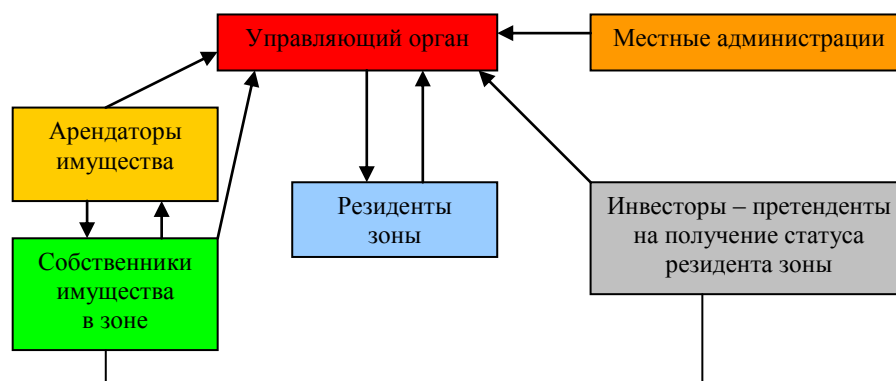 Управляющий орган
Местные администрации
Арендаторы
имущества
Резиденты
зоны
Инвесторы – претенденты
на получение статуса
резидента зоны
Собственники
имущества
в зоне